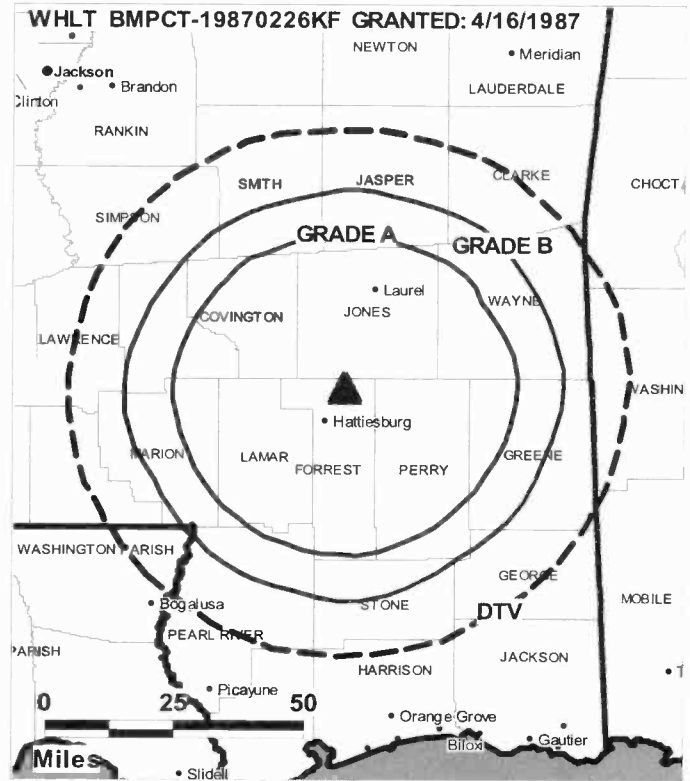 WHLT BMPCT-19870226KF GRANTED: 4/16/1987
NEWTON
Meridian
Jackson
Brandon
LAUDERDALE
Clinton
RANKIN
SMITH
JASPER
CLARKE
CHOCT
SIMPSON
GRADE A
GRADE B
Laurel
WAYNE
COVINGTON
JONES
LAWRENCE
WASHIN
Hattiesburg
MARION
LAMAR
FORREST
PERRY
GREENE
WASHINGTON PARISH
GEORGE
Bogalusa
STONE
DTV
MOBILE
PEARL RIVER
PARISH
HARRISON
JACKSON
T
Picayune
0 25 50
Orange Grove
Biloxi
Gautier
Miles
Slidell